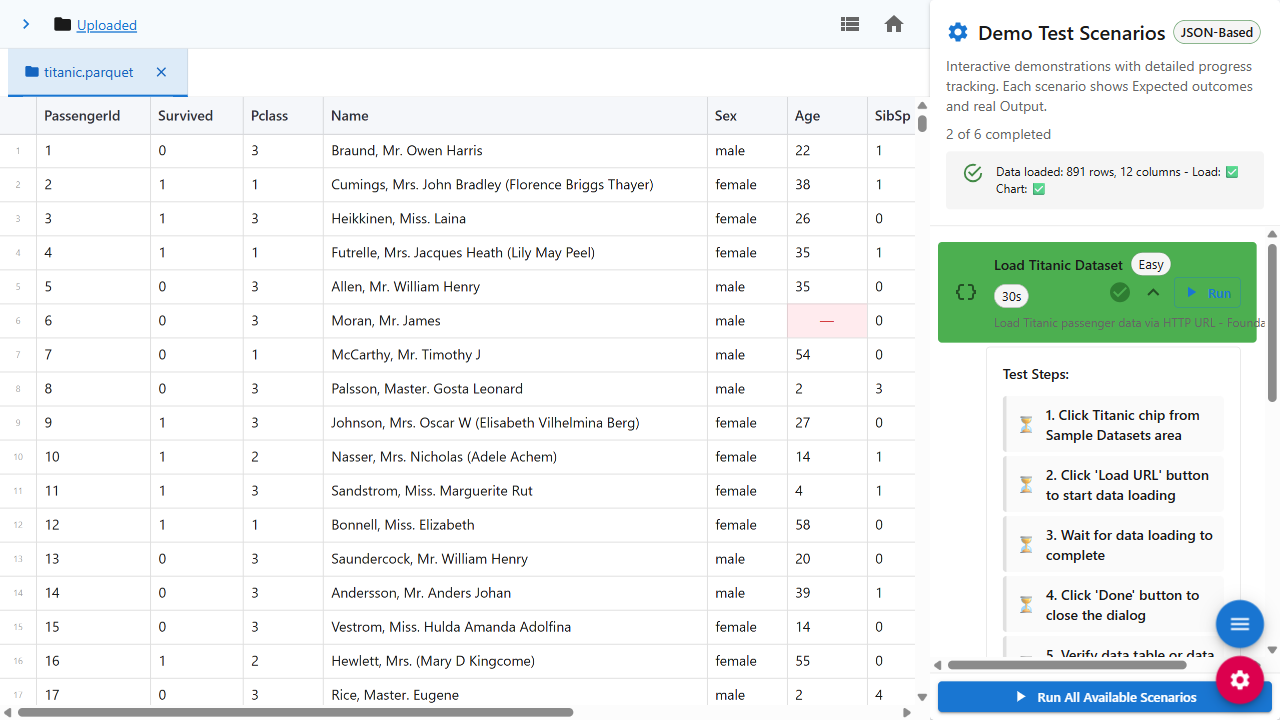 Uploaded
titanic.parquet
PassengerId Survived Pclass Name Sex Age SibSp
1 1 0 3 Braund, Mr. Owen Harris male 22 1
2 2 1 1 Cumings, Mrs. John Bradley (Florence Briggs Thayer) female 38 1
3 3 1 3 Heikkinen, Miss. Laina female 26 0
4 4 1 1 Futrelle, Mrs. Jacques Heath (Lily May Peel) female 35 1
5 5 0 3 Allen, Mr. William Henry male 35 0
6 6 0 3 Moran, Mr. James male — 0
7 7 0 1 McCarthy, Mr. Timothy J male 54 0
8 8 0 3 Palsson, Master. Gosta Leonard male 2 3
9 9 1 3 Johnson, Mrs. Oscar W (Elisabeth Vilhelmina Berg) female 27 0
10 10 1 2 Nasser, Mrs. Nicholas (Adele Achem) female 14 1
11 11 1 3 Sandstrom, Miss. Marguerite Rut female 4 1
12 12 1 1 Bonnell, Miss. Elizabeth female 58 0
13 13 0 3 Saundercock, Mr. William Henry male 20 0
14 14 0 3 Andersson, Mr. Anders Johan male 39 1
15 15 0 3 Vestrom, Miss. Hulda Amanda Adolfina female 14 0
16 16 1 2 Hewlett, Mrs. (Mary D Kingcome) female 55 0
17 17 0 3 Rice, Master. Eugene male 2 4
Demo Test Scenarios JSON-Based
Interactive demonstrations with detailed progress
tracking. Each scenario shows Expected outcomes
and real Output.
2 of 6 completed
Data loaded: 891 rows, 12 columns - Load: ✅
Chart: ✅
Load Titanic Dataset Easy
30s Run
Load Titanic passenger data via HTTP URL - Founda
Test Steps:
1. Click Titanic chip from
Sample Datasets area
2. Click 'Load URL' button
to start data loading
3. Wait for data loading to
complete
4. Click 'Done' button to
close the dialog
5. Verify data table or data
Run All Available Scenarios